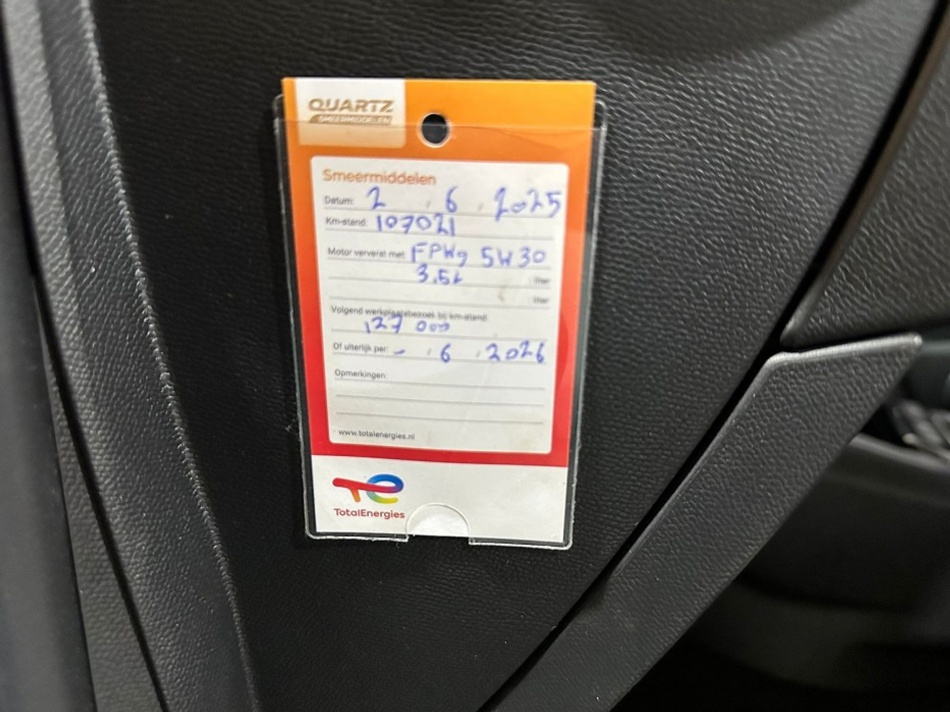 QUARTZ
SMEERMIDDELEN
Smeermiddelen
Datum: 2 . 6 . 2025
Km-stand: 107021
Motor ververst met: 5W30
3.5L liter
liter
Volgend werkplaatsbezoek bij km-stand:
127 000
Of uiterlijk per: - . 6 . 2026
Opmerkingen:
www.totalenergies.nl
TotalEnergies